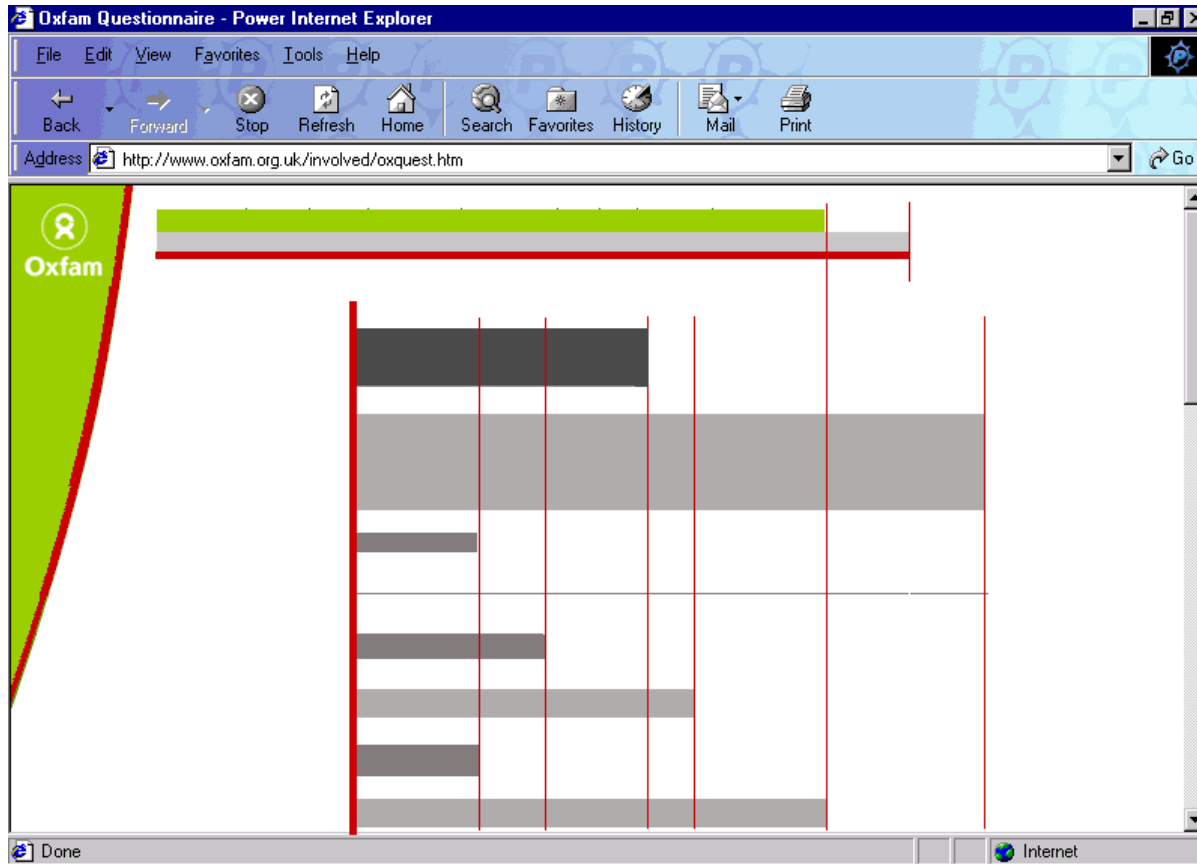 Oxfam Questionnaire - Power Internet Explorer
File Edit View Favorites Tools Help
Back Forward Stop Refresh Home Search Favorites History Mail Print
Address http://www.oxfam.org.uk/involved/oxquest.htm Go
Oxfam
Done Internet